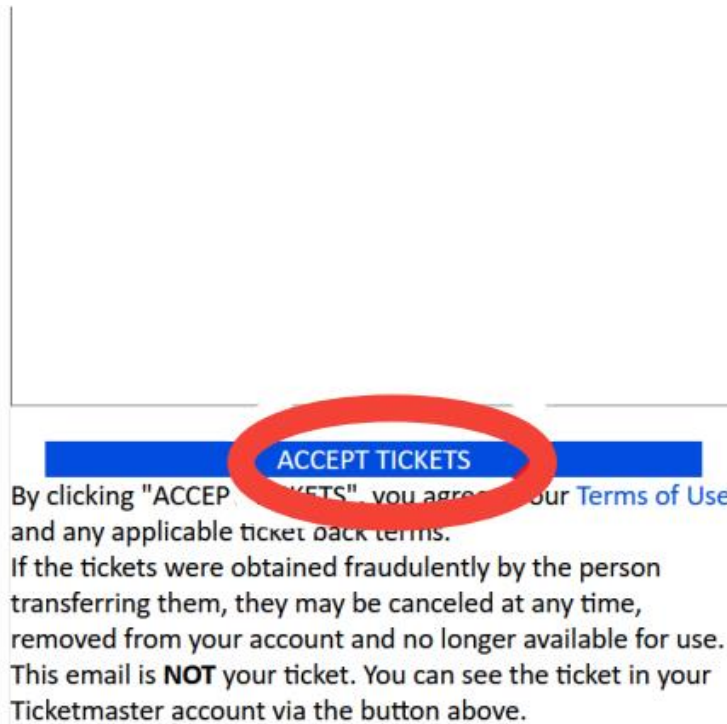 ACCEPT TICKETS
By clicking "ACCEP KETS", you agre our Terms of Use
and any applicable ticket back terms.
If the tickets were obtained fraudulently by the person
transferring them, they may be canceled at any time,
removed from your account and no longer available for use.
This email is NOT your ticket. You can see the ticket in your
Ticketmaster account via the button above.